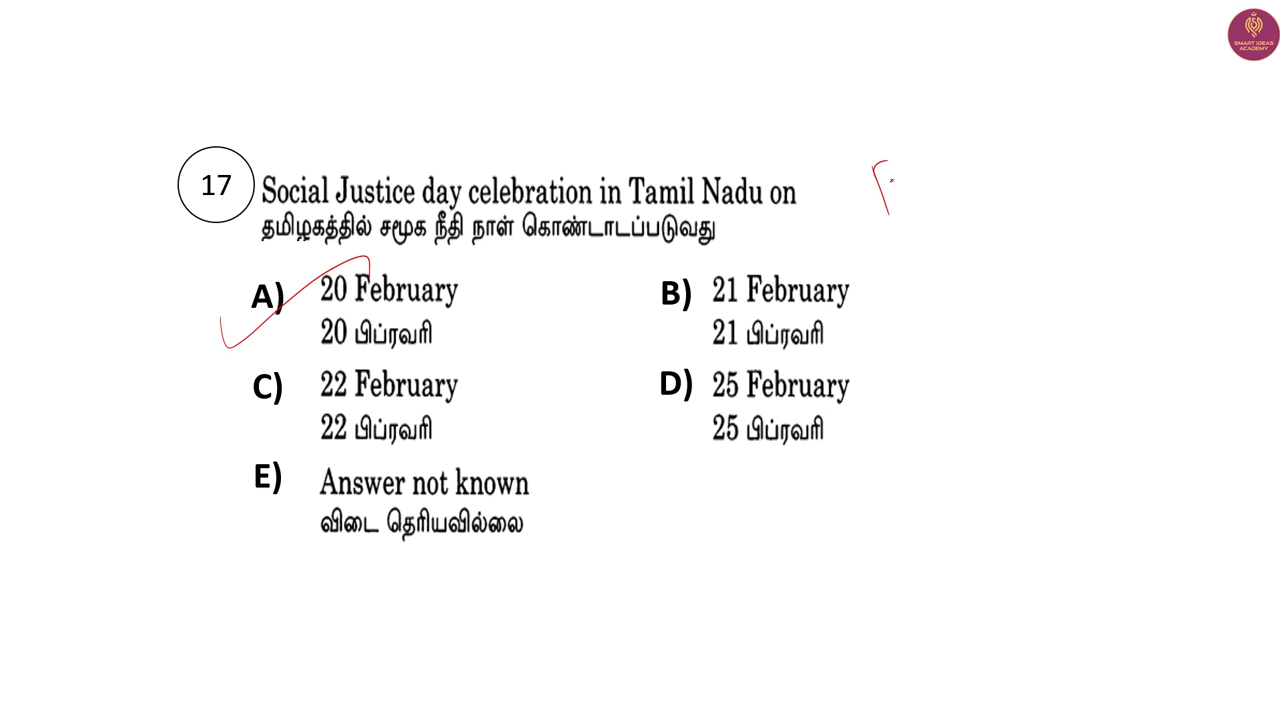 SMART IDEAS
ACADEMY
17
Social Justice day celebration in Tamil Nadu on
தமிழகத்தில் சமூக நீதி நாள் கொண்டாடப்படுவது
A) 20 February
20 பிப்ரவரி
B) 21 February
21 பிப்ரவரி
C) 22 February
22 பிப்ரவரி
D) 25 February
25 பிப்ரவரி
E) Answer not known
விடை தெரியவில்லை